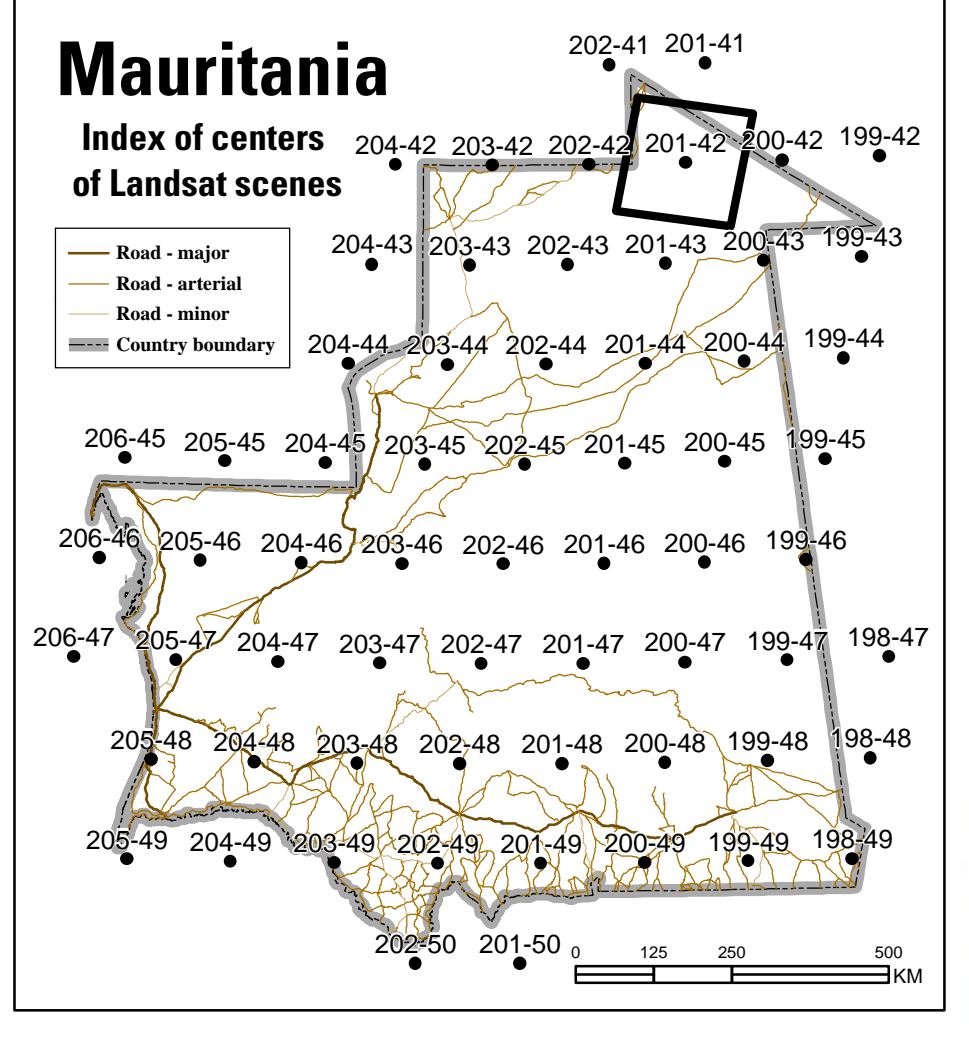 Mauritania
Index of centers
of Landsat scenes
Road - major
Road - arterial
Road - minor
Country boundary
202-41 201-41
204-42 203-42 202-42 201-42 200-42 199-42
204-43 203-43 202-43 201-43 200-43 199-43
204-44 203-44 202-44 201-44 200-44 199-44
206-45 205-45 204-45 203-45 202-45 201-45 200-45 199-45
206-46 205-46 204-46 203-46 202-46 201-46 200-46 199-46
206-47 205-47 204-47 203-47 202-47 201-47 200-47 199-47 198-47
205-48 204-48 203-48 202-48 201-48 200-48 199-48 198-48
205-49 204-49 203-49 202-49 201-49 200-49 199-49 198-49
202-50 201-50
0 125 250 500
KM